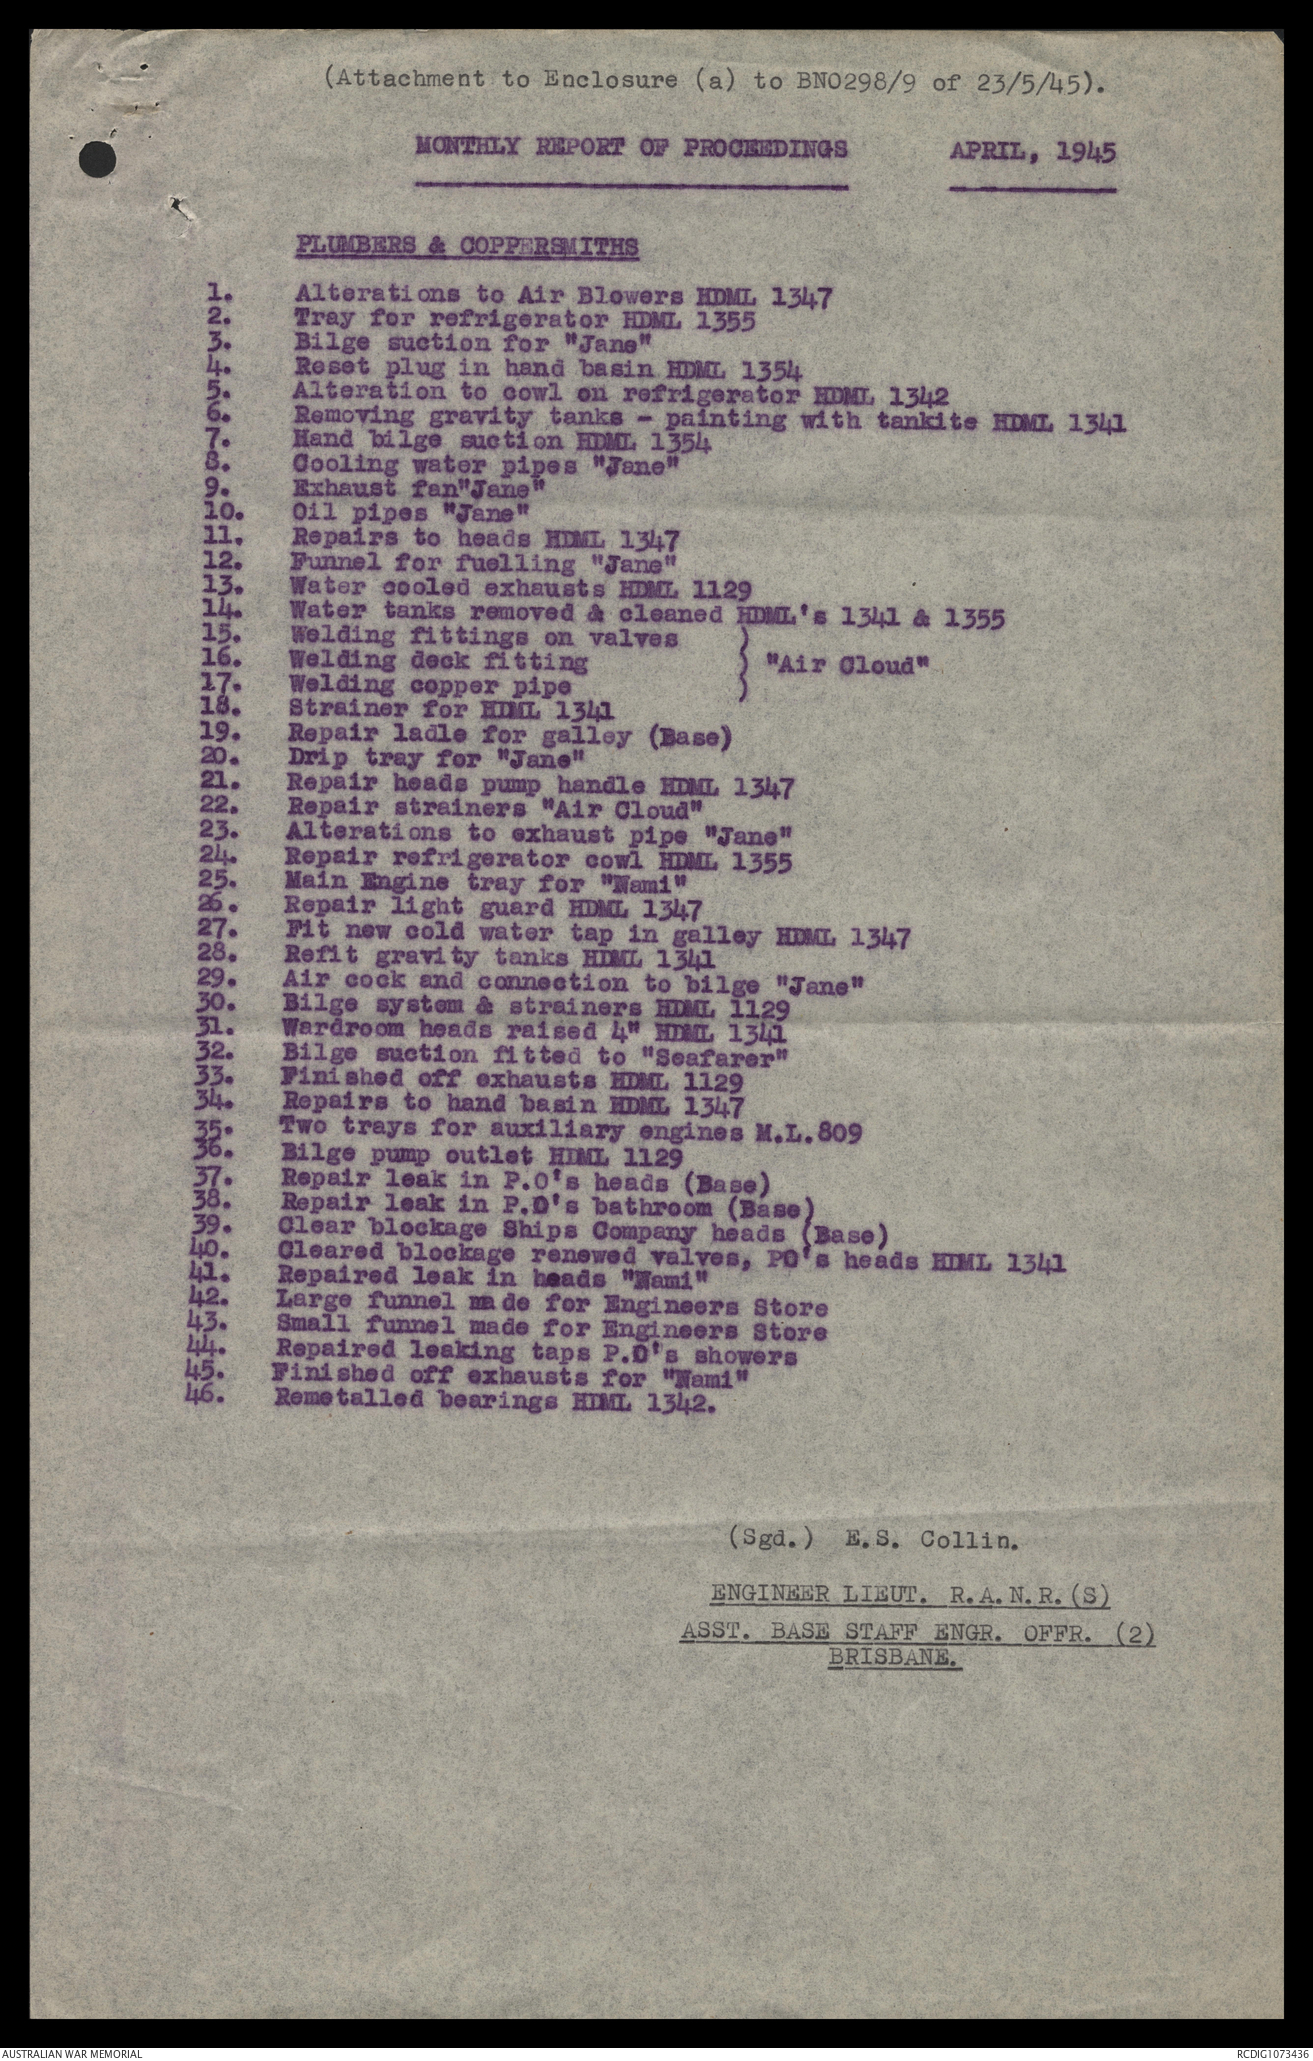 (Attachment to Enclosure (a) to BNO298/9 of 23/5/45).
MONTHLY REPORT OF PROCEEDINGS APRIL, 1945
PLUMBERS & COPPERSMITHS
1. Alterations to Air Blowers HDML 1347
2. Tray for refrigerator HDML 1355
3. Bilge suction for "Jane"
4. Reset plug in hand basin HDML 1354
5. Alteration to cowl on refrigerator HDML 1342
6. Removing gravity tanks - painting with tankite HDML 1341
7. Hand bilge suction HDML 1354
8. Cooling water pipes "Jane"
9. Exhaust fan"Jane"
10. Oil pipes "Jane"
11. Repairs to heads HDML 1347
12. Funnel for fuelling "Jane"
13. Water cooled exhausts HDML 1129
14. Water tanks removed & cleaned HDML's 1341 & 1355
15. Welding fittings on valves )
16. Welding deck fitting ) "Air Cloud"
17. Welding copper pipe )
18. Strainer for HDML 1341
19. Repair ladle for galley (Base)
20. Drip tray for "Jane"
21. Repair heads pump handle HDML 1347
22. Repair strainers "Air Cloud"
23. Alterations to exhaust pipe "Jane"
24. Repair refrigerator cowl HDML 1355
25. Main Engine tray for "Nami"
26. Repair light guard HDML 1347
27. Fit new cold water tap in galley HDML 1347
28. Refit gravity tanks HDML 1341
29. Air cock and connection to bilge "Jane"
30. Bilge system & strainers HDML 1129
31. Wardroom heads raised 4" HDML 1341
32. Bilge suction fitted to "Seafarer"
33. Finished off exhausts HDML 1129
34. Repairs to hand basin HDML 1347
35. Two trays for auxiliary engines M.L.809
36. Bilge pump outlet HDML 1129
37. Repair leak in P.O's heads (Base)
38. Repair leak in P.O's bathroom (Base)
39. Clear blockage Ships Company heads (Base)
40. Cleared blockage renewed valves, PO's heads HDML 1341
41. Repaired leak in heads "Nami"
42. Large funnel made for Engineers Store
43. Small funnel made for Engineers Store
44. Repaired leaking taps P.O's showers
45. Finished off exhausts for "Nami"
46. Remetalled bearings HDML 1342.
(Sgd.) E.S. Collin.
ENGINEER LIEUT. R.A.N.R.(S)
ASST. BASE STAFF ENGR. OFFR. (2)
BRISBANE.
AUSTRALIAN WAR MEMORIAL RCDIG1073436